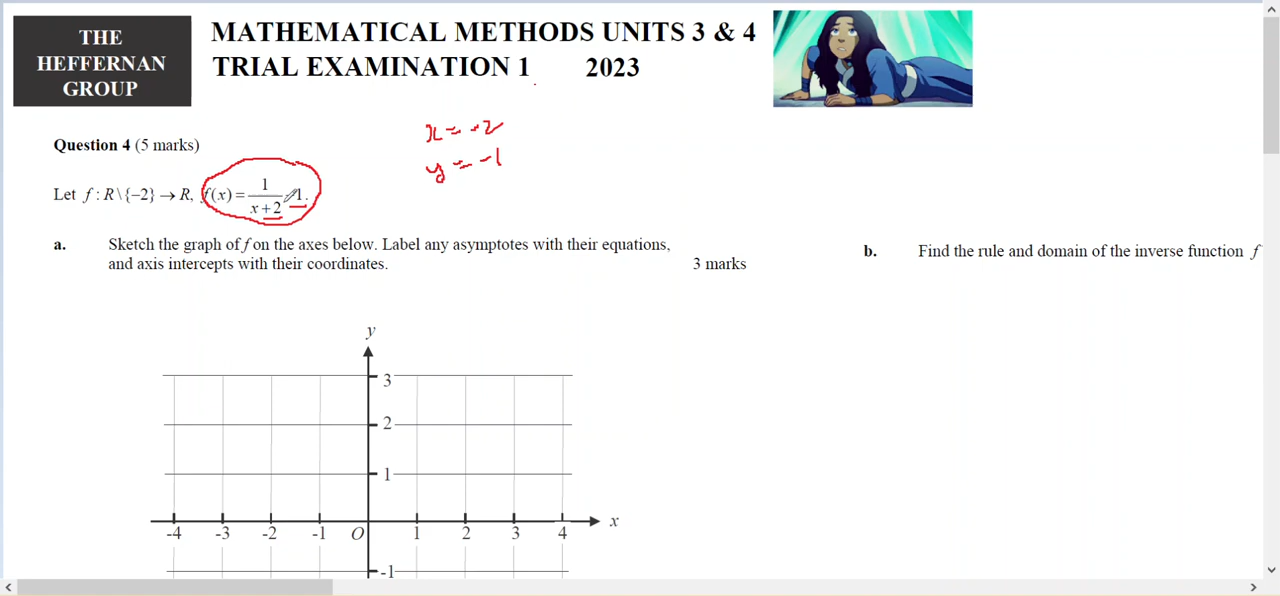 THE
HEFFERNAN
GROUP
MATHEMATICAL METHODS UNITS 3 & 4
TRIAL EXAMINATION 1 2023
x = -2
y = -1
Question 4 (5 marks)
Let f : R\{−2} → R, f(x) = 1/(x+2) − 1.
a. Sketch the graph of f on the axes below. Label any asymptotes with their equations,
and axis intercepts with their coordinates.
3 marks
b. Find the rule and domain of the inverse function f
y
3
2
1
-4 -3 -2 -1 O 1 2 3 4 x
-1